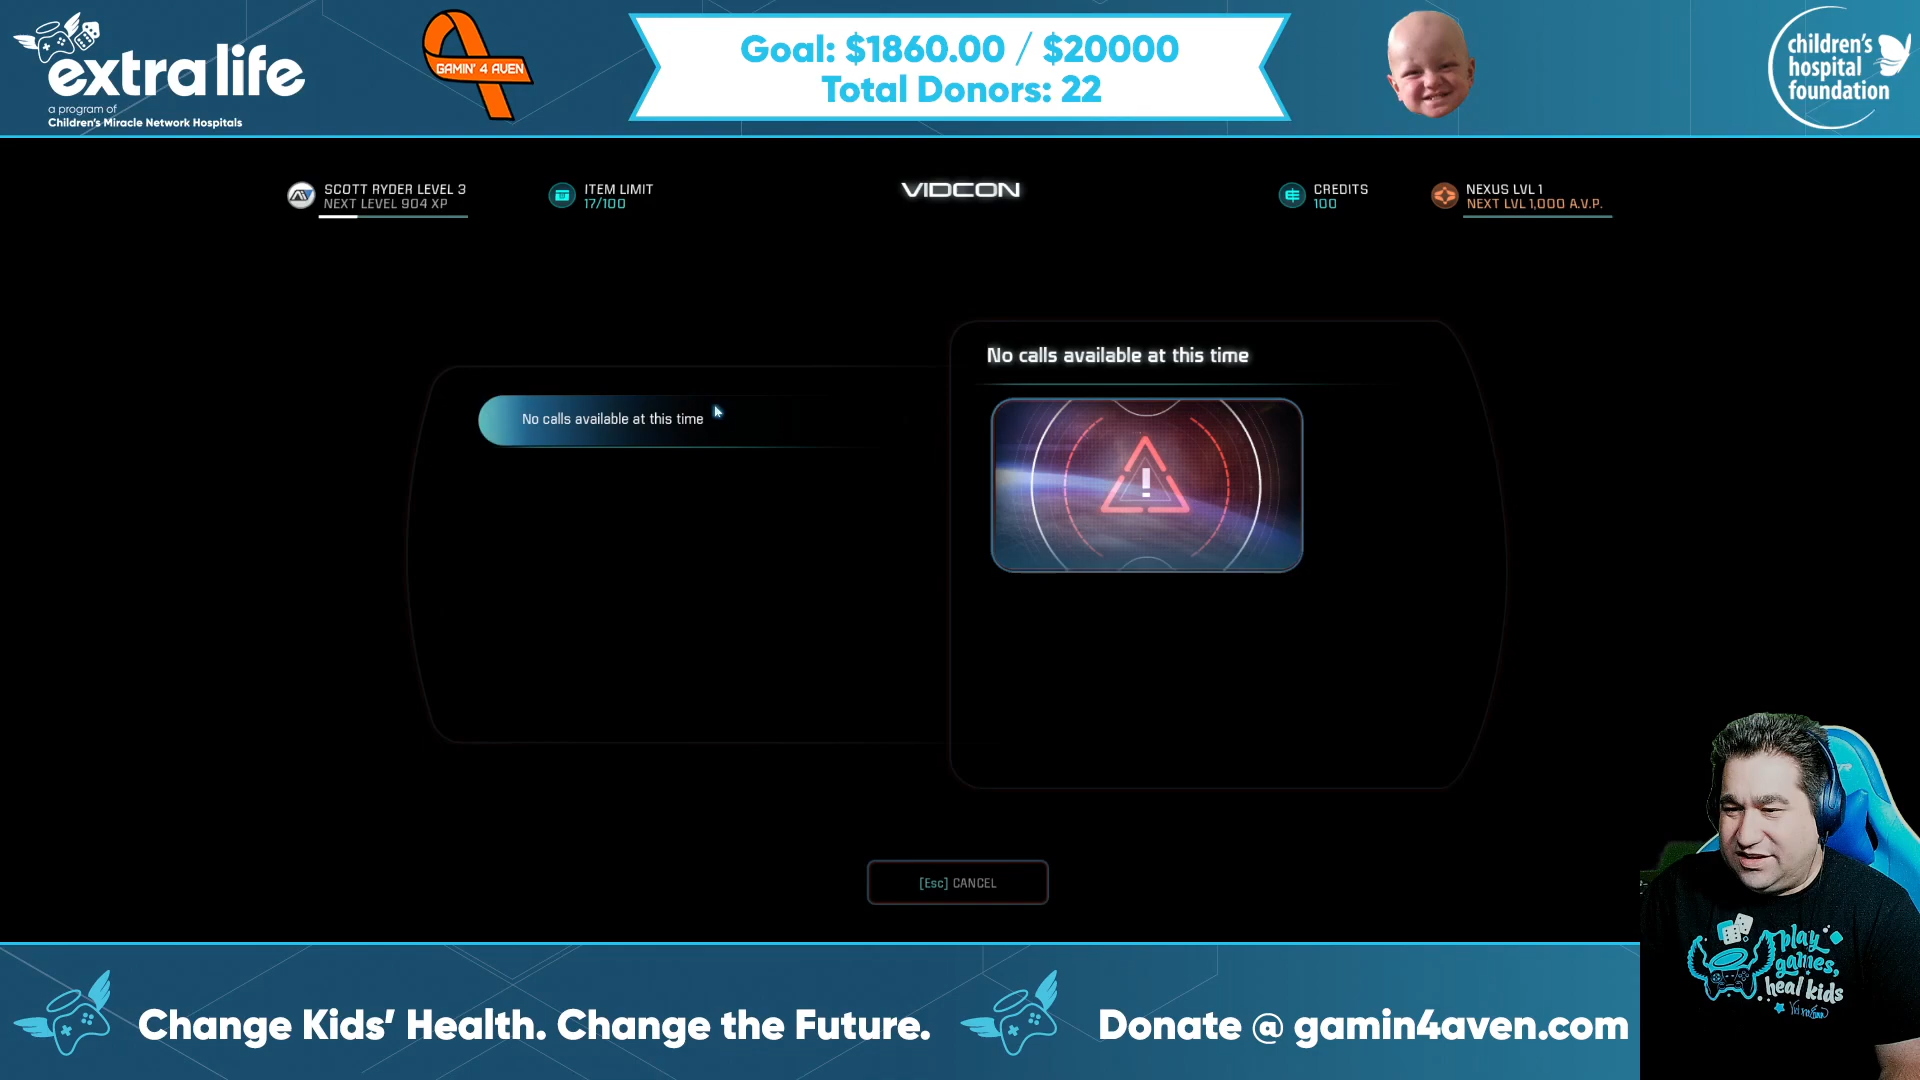 extra life
a program of
Children's Miracle Network Hospitals
GAMIN' 4 AVEN
Goal: $1860.00 / $20000
Total Donors: 22
children's
hospital
foundation
SCOTT RYDER LEVEL 3
NEXT LEVEL 904 XP
ITEM LIMIT
17/100
VIDCON
CREDITS
100
NEXUS LVL 1
NEXT LVL 1,000 A.V.P.
No calls available at this time
No calls available at this time
[Esc] CANCEL
play
games,
heal kids
Change Kids' Health. Change the Future.
Donate @ gamin4aven.com